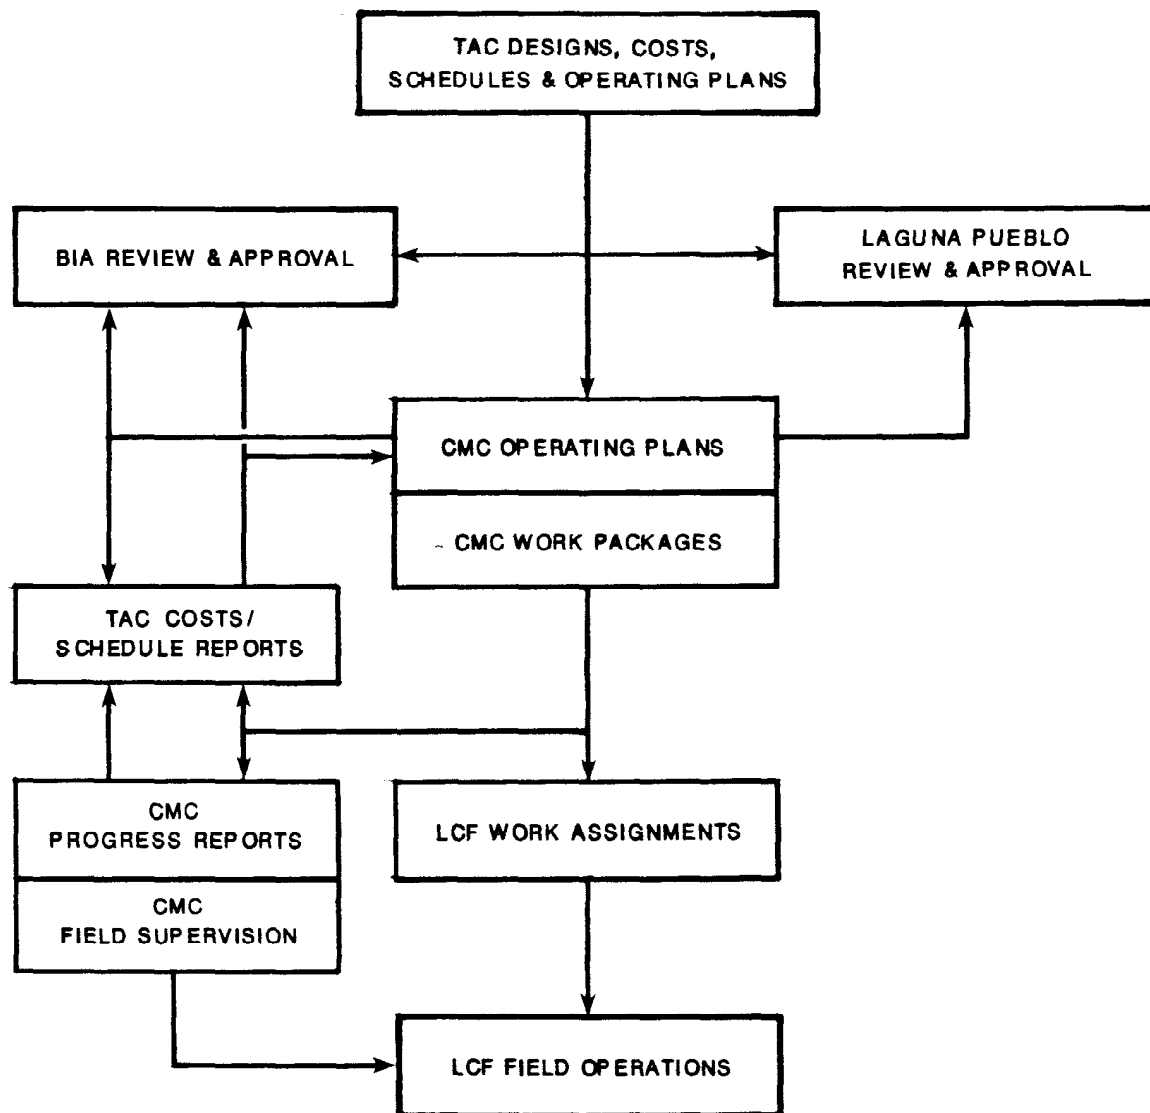 TAC DESIGNS, COSTS,
SCHEDULES & OPERATING PLANS
BIA REVIEW & APPROVAL
LAGUNA PUEBLO
REVIEW & APPROVAL
CMC OPERATING PLANS
CMC WORK PACKAGES
TAC COSTS/
SCHEDULE REPORTS
CMC
PROGRESS REPORTS
LCF WORK ASSIGNMENTS
CMC
FIELD SUPERVISION
LCF FIELD OPERATIONS